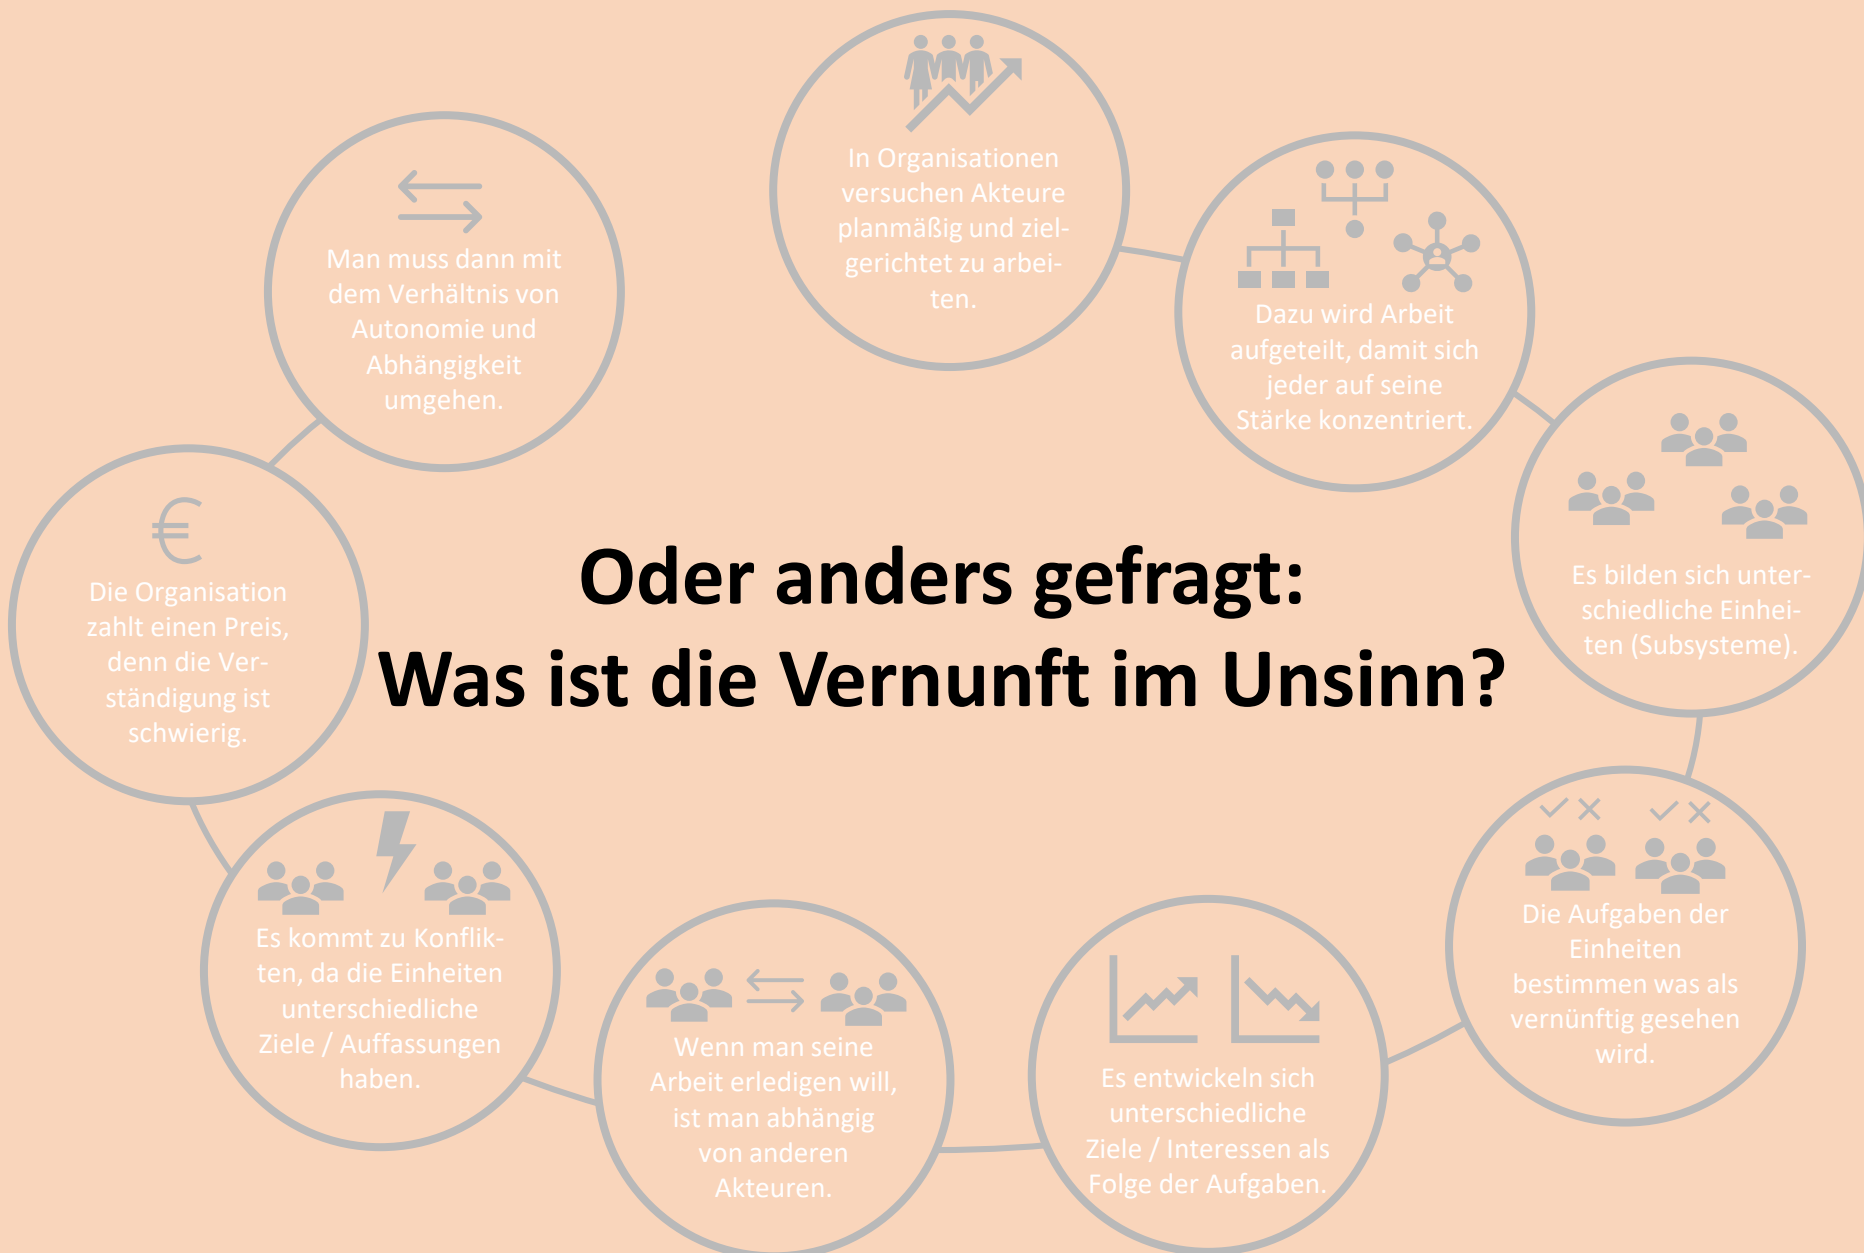 In Organisationen
versuchen Akteure
planmäßig und ziel-
gerichtet zu arbei-
ten.
Dazu wird Arbeit
aufgeteilt, damit sich
jeder auf seine
Stärke konzentriert.
Es bilden sich unter-
schiedliche Einhei-
ten (Subsysteme).
Die Aufgaben der
Einheiten
bestimmen was als
vernünftig gesehen
wird.
Es entwickeln sich
unterschiedliche
Ziele / Interessen als
Folge der Aufgaben.
Wenn man seine
Arbeit erledigen will,
ist man abhängig
von anderen
Akteuren.
Es kommt zu Konflik-
ten, da die Einheiten
unterschiedliche
Ziele / Auffassungen
haben.
€
Die Organisation
zahlt einen Preis,
denn die Ver-
ständigung ist
schwierig.
Man muss dann mit
dem Verhältnis von
Autonomie und
Abhängigkeit
umgehen.
Oder anders gefragt:
Was ist die Vernunft im Unsinn?